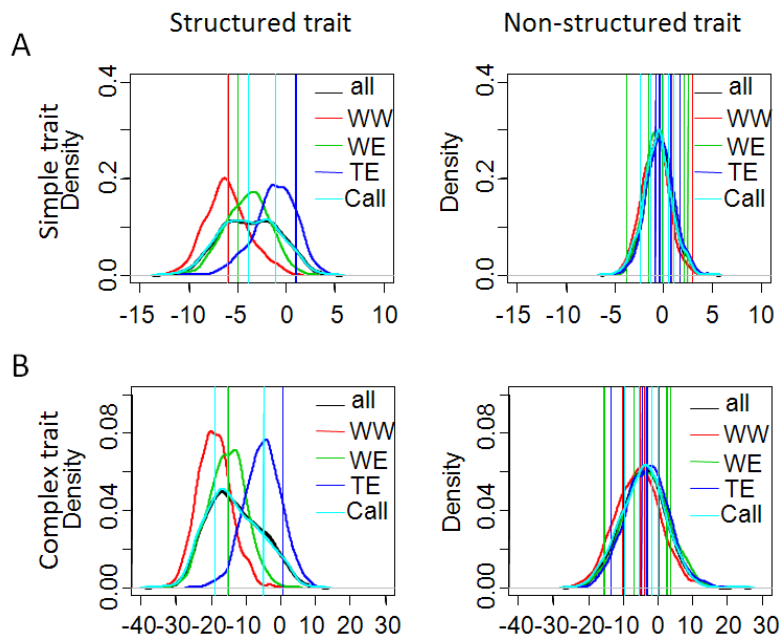 Structured trait
Non-structured trait
A
Simple trait
Density
0.0 0.2 0.4
all
WW
WE
TE
Call
-15 -10 -5 0 5 10
Density
0.0 0.2 0.4
all
WW
WE
TE
Call
-15 -10 -5 0 5 10
B
Complex trait
Density
0.00 0.04 0.08
all
WW
WE
TE
Call
-40-30-20-10 0 10 30
Density
0.00 0.04 0.08
all
WW
WE
TE
Call
-40-30-20-10 0 10 20 30